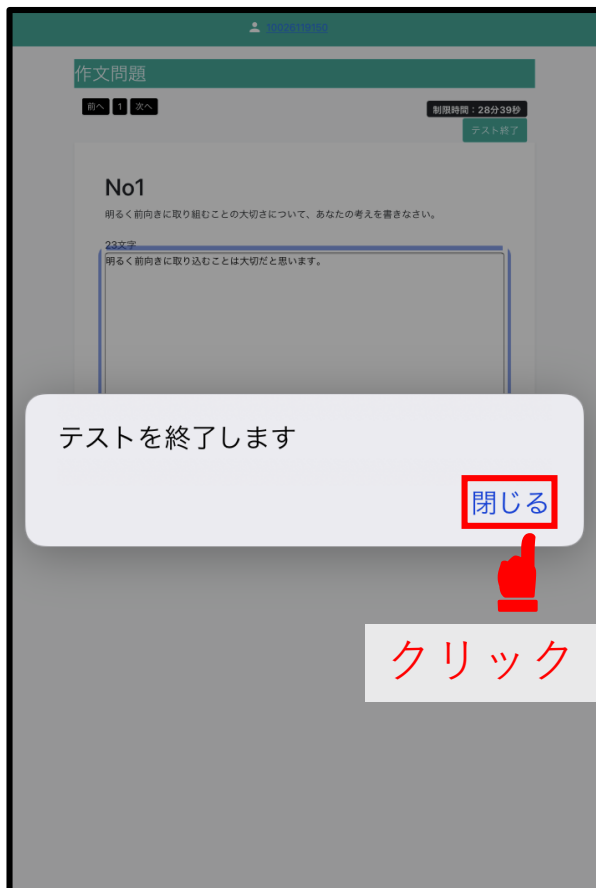 10026119150
作文問題
前へ 1 次へ
制限時間：28分39秒
テスト終了
No1
明るく前向きに取り組むことの大切さについて、あなたの考えを書きなさい。
23文字
明るく前向きに取り込むことは大切だと思います。
テストを終了します
閉じる
クリック